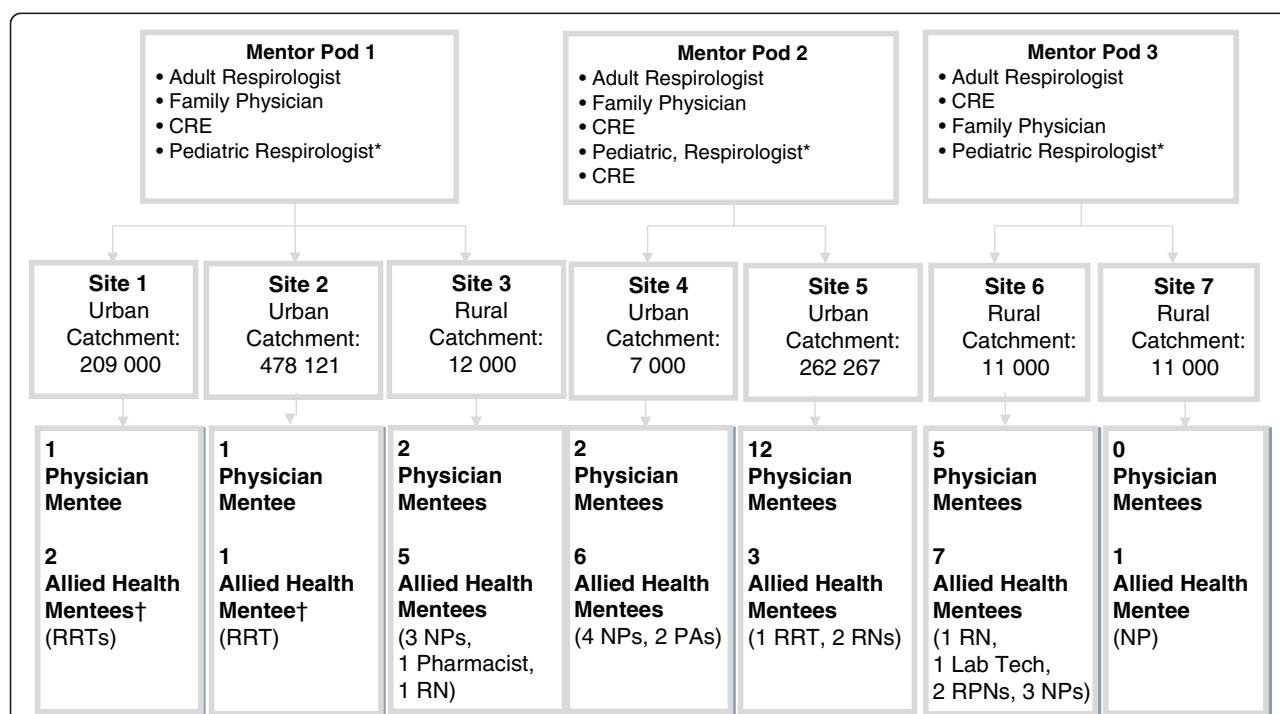 Mentor Pod 1
• Adult Respirologist
• Family Physician
• CRE
• Pediatric Respirologist*
Mentor Pod 2
• Adult Respirologist
• Family Physician
• CRE
• Pediatric, Respirologist*
• CRE
Mentor Pod 3
• Adult Respirologist
• CRE
• Family Physician
• Pediatric Respirologist*
Site 1
Urban
Catchment:
209 000
Site 2
Urban
Catchment:
478 121
Site 3
Rural
Catchment:
12 000
Site 4
Urban
Catchment:
7 000
Site 5
Urban
Catchment:
262 267
Site 6
Rural
Catchment:
11 000
Site 7
Rural
Catchment:
11 000
1
Physician
Mentee
2
Allied Health
Mentees†
(RRTs)
1
Physician
Mentee
1
Allied Health
Mentee†
(RRT)
2
Physician
Mentees
5
Allied Health
Mentees
(3 NPs,
1 Pharmacist,
1 RN)
2
Physician
Mentees
6
Allied Health
Mentees
(4 NPs, 2 PAs)
12
Physician
Mentees
3
Allied Health
Mentees
(1 RRT, 2 RNs)
5
Physician
Mentees
7
Allied Health
Mentees
(1 RN,
1 Lab Tech,
2 RPNs, 3 NPs)
0
Physician
Mentees
1
Allied Health
Mentee
(NP)